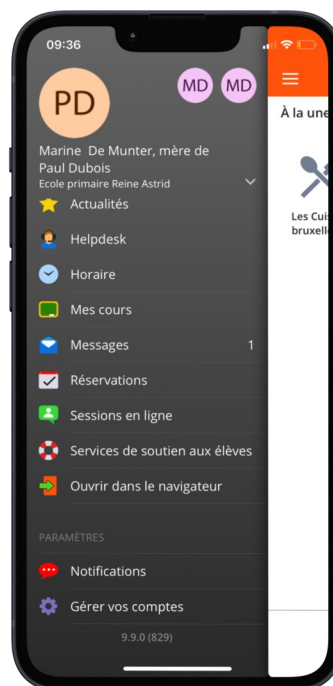 09:36
PD
MD
MD
Marine De Munter, mère de
Paul Dubois
Ecole primaire Reine Astrid
Actualités
Helpdesk
Horaire
Mes cours
Messages 1
Réservations
Sessions en ligne
Services de soutien aux élèves
Ouvrir dans le navigateur
PARAMÈTRES
Notifications
Gérer vos comptes
9.9.0 (829)
À la une
Les Cui
bruxell